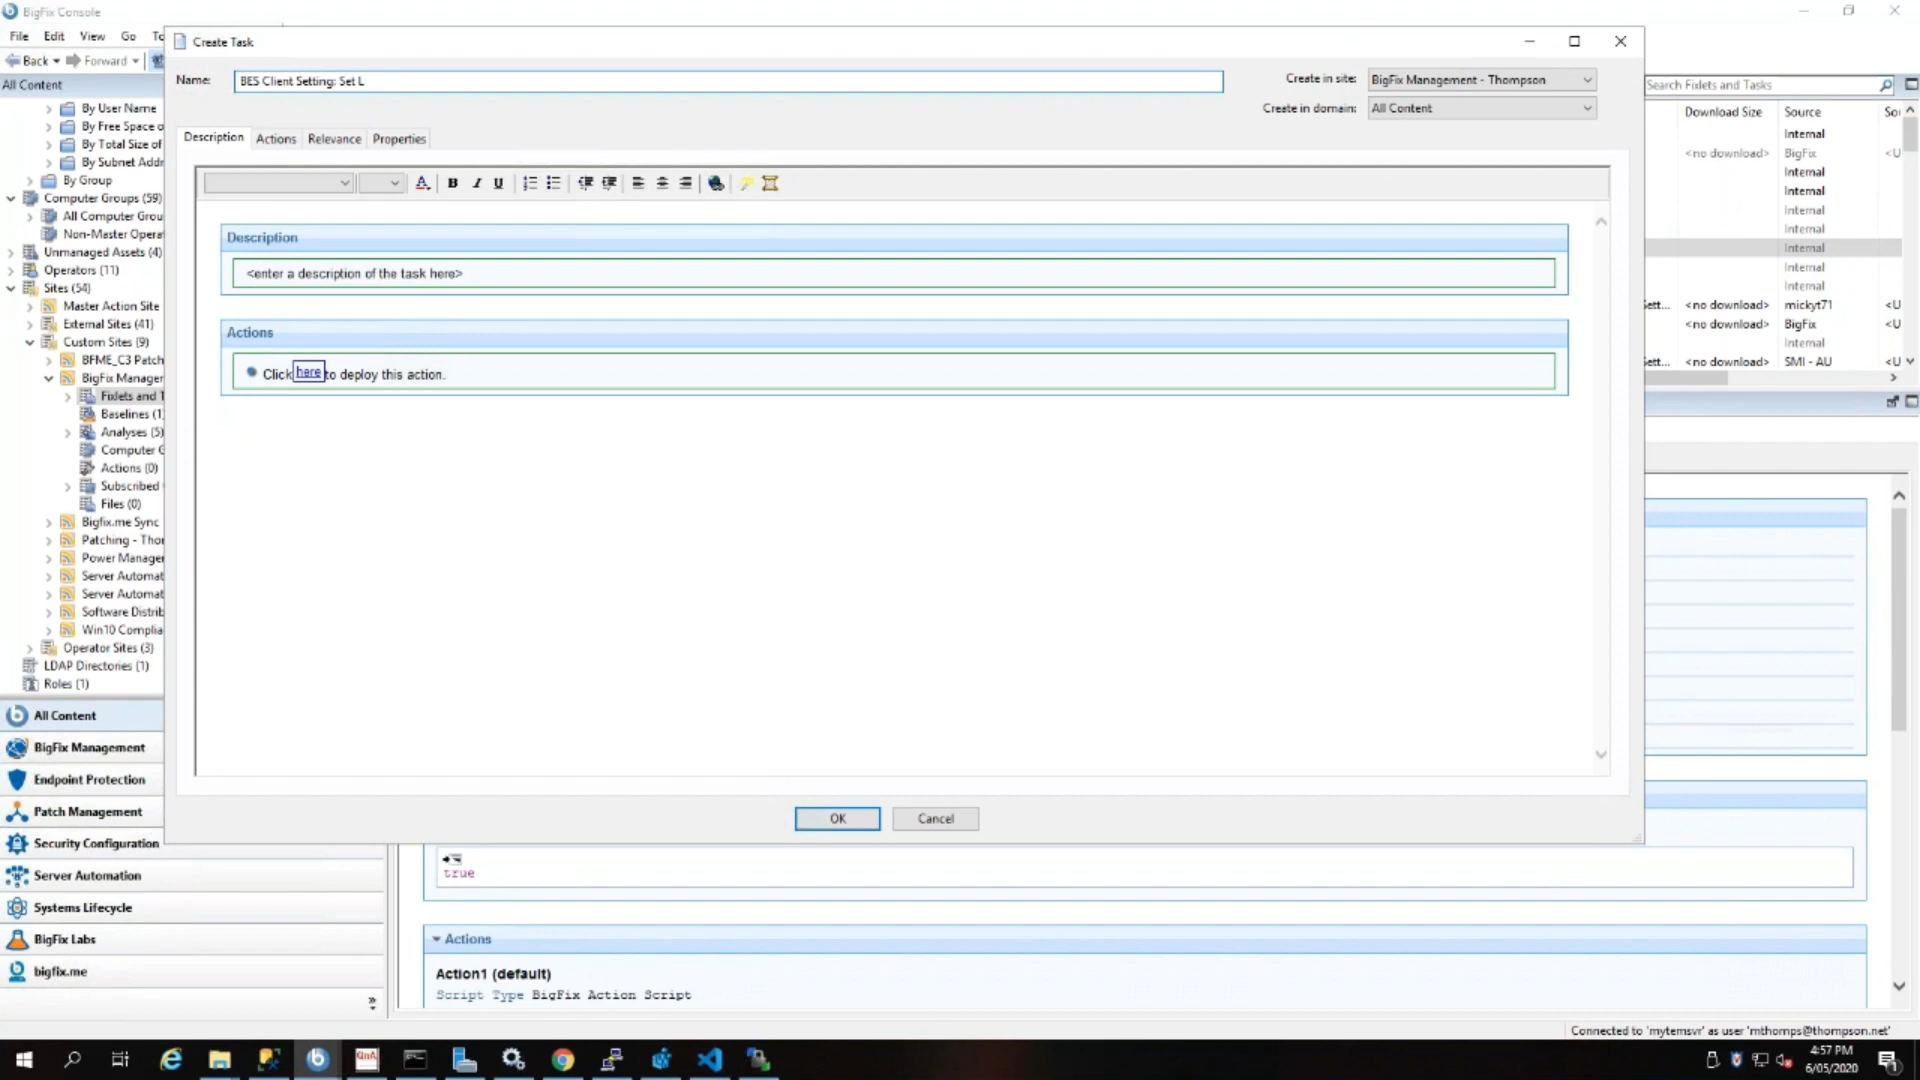 BigFix Console
File Edit View Go To
Back Forward
All Content
By User Name
By Free Space o
By Total Size of
By Subnet Addr
By Group
Computer Groups (59)
All Computer Grou
Non-Master Opera
Unmanaged Assets (4)
Operators (11)
Sites (54)
Master Action Site
External Sites (41)
Custom Sites (9)
BFME_C3 Patch
BigFix Manager
Fixlets and T
Baselines (1)
Analyses (5)
Computer G
Actions (0)
Subscribed
Files (0)
Bigfix.me Sync
Patching - Thor
Power Manager
Server Automat
Server Automat
Software Distrib
Win10 Complia
Operator Sites (3)
LDAP Directories (1)
Roles (1)
All Content
BigFix Management
Endpoint Protection
Patch Management
Security Configuration
Server Automation
Systems Lifecycle
BigFix Labs
bigfix.me
Create Task
Name: BES Client Setting: Set L
Create in site: BigFix Management - Thompson
Create in domain: All Content
Description Actions Relevance Properties
A B I U
Description
<enter a description of the task here>
Actions
Click here to deploy this action.
OK Cancel
Search Fixlets and Tasks
Download Size Source Sou
Internal
<no download> BigFix <U
Internal
Internal
Internal
Internal
Internal
Internal
Internal
Sett... <no download> mickyt71 <U
<no download> BigFix <U
Internal
Sett... <no download> SMI - AU <U
true
Actions
Action1 (default)
Script Type BigFix Action Script
Connected to 'mytemsvr' as user 'mthomps@thompson.net'
QnA
4:57 PM
6/05/2020
1